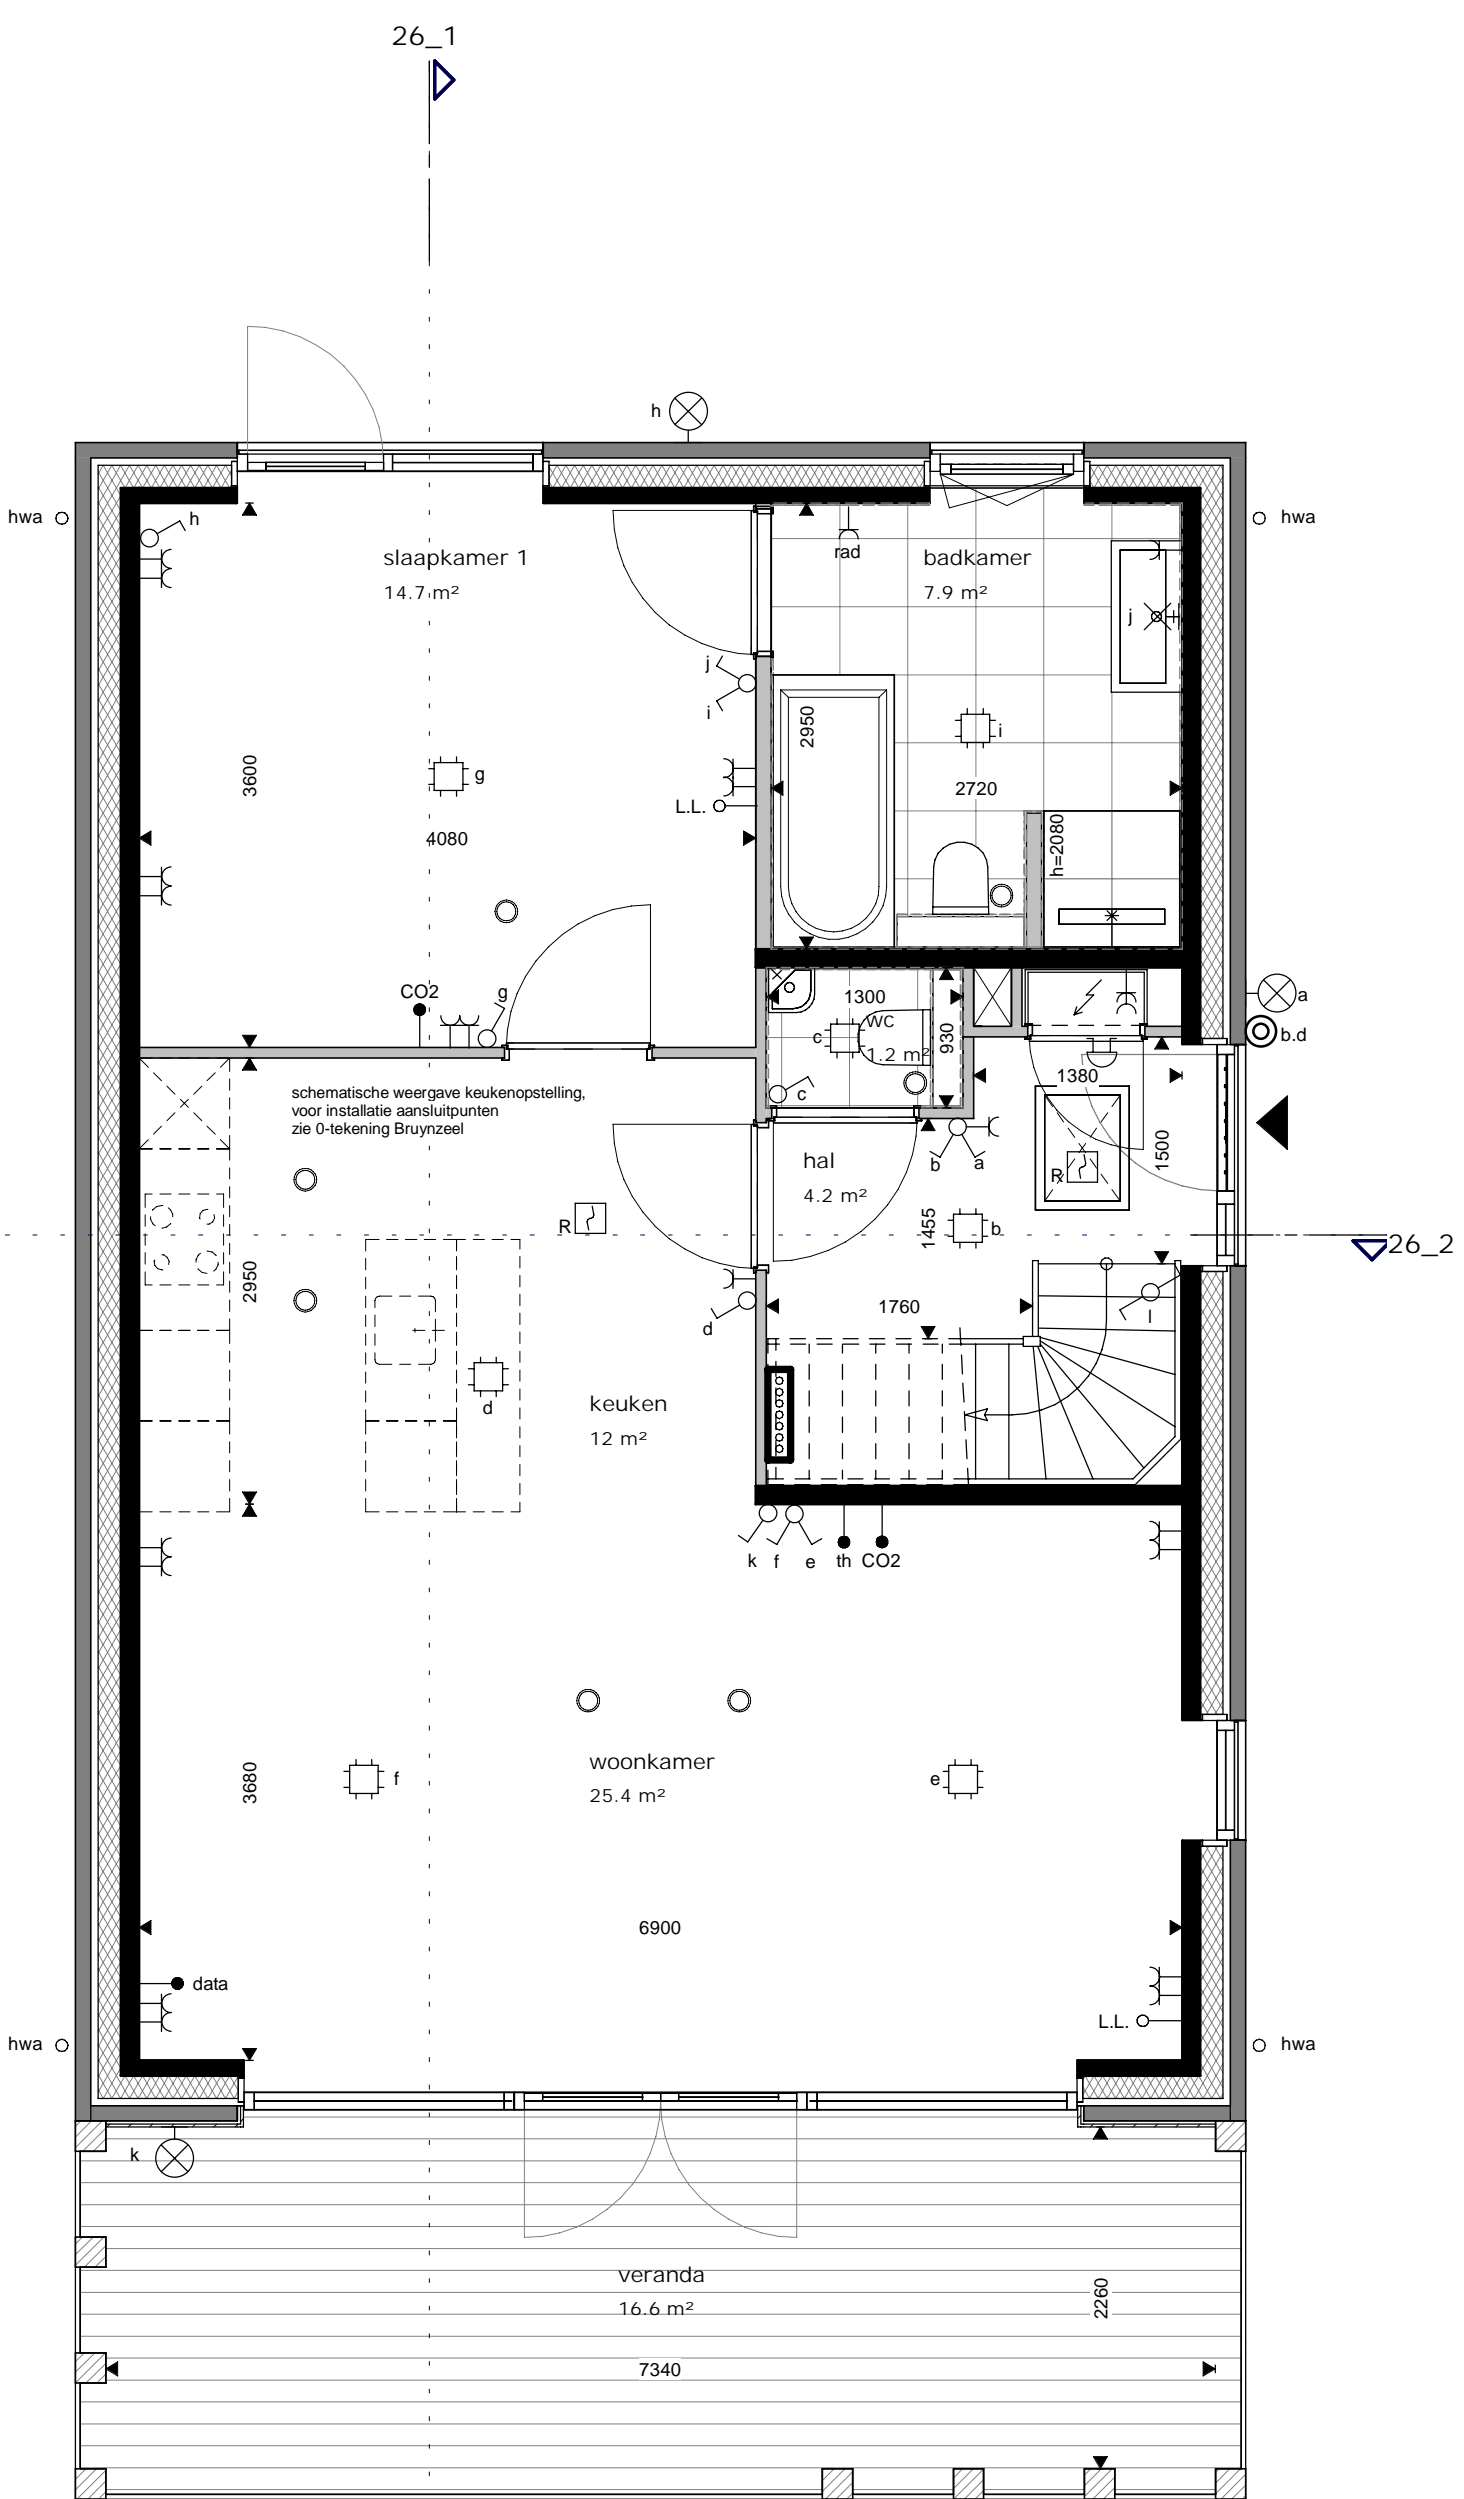 26_1
h
hwa
h
hwa
slaapkamer 1
14.7 m²
rad
badkamer
7.9 m²
j
j
i
i
2950
3600
g
2720
L.L.
4080
h=2080
CO2
g
1300
a
WC
c
1.2 m²
930
b.d
1380
schematische weergave keukenopstelling,
voor installatie aansluitpunten
zie 0-tekening Bruynzeel
c
hal
4.2 m²
b
a
1500
R
R
1455
b
26_2
2950
1760
l
d
d
keuken
12 m²
k
f
e
th
CO2
woonkamer
25.4 m²
3680
f
e
6900
data
L.L.
hwa
hwa
k
veranda
16.6 m²
2260
7340